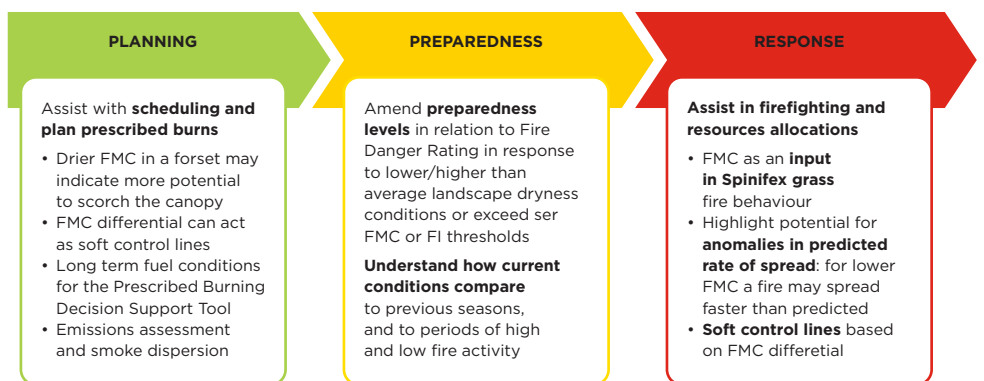 PLANNING
Assist with scheduling and
plan prescribed burns
• Drier FMC in a forset may
indicate more potential
to scorch the canopy
• FMC differential can act
as soft control lines
• Long term fuel conditions
for the Prescribed Burning
Decision Support Tool
• Emissions assessment
and smoke dispersion
PREPAREDNESS
Amend preparedness
levels in relation to Fire
Danger Rating in response
to lower/higher than
average landscape dryness
conditions or exceed ser
FMC or FI thresholds
Understand how current
conditions compare
to previous seasons,
and to periods of high
and low fire activity
RESPONSE
Assist in firefighting and
resources allocations
• FMC as an input
in Spinifex grass
fire behaviour
• Highlight potential for
anomalies in predicted
rate of spread: for lower
FMC a fire may spread
faster than predicted
• Soft control lines based
on FMC differetial